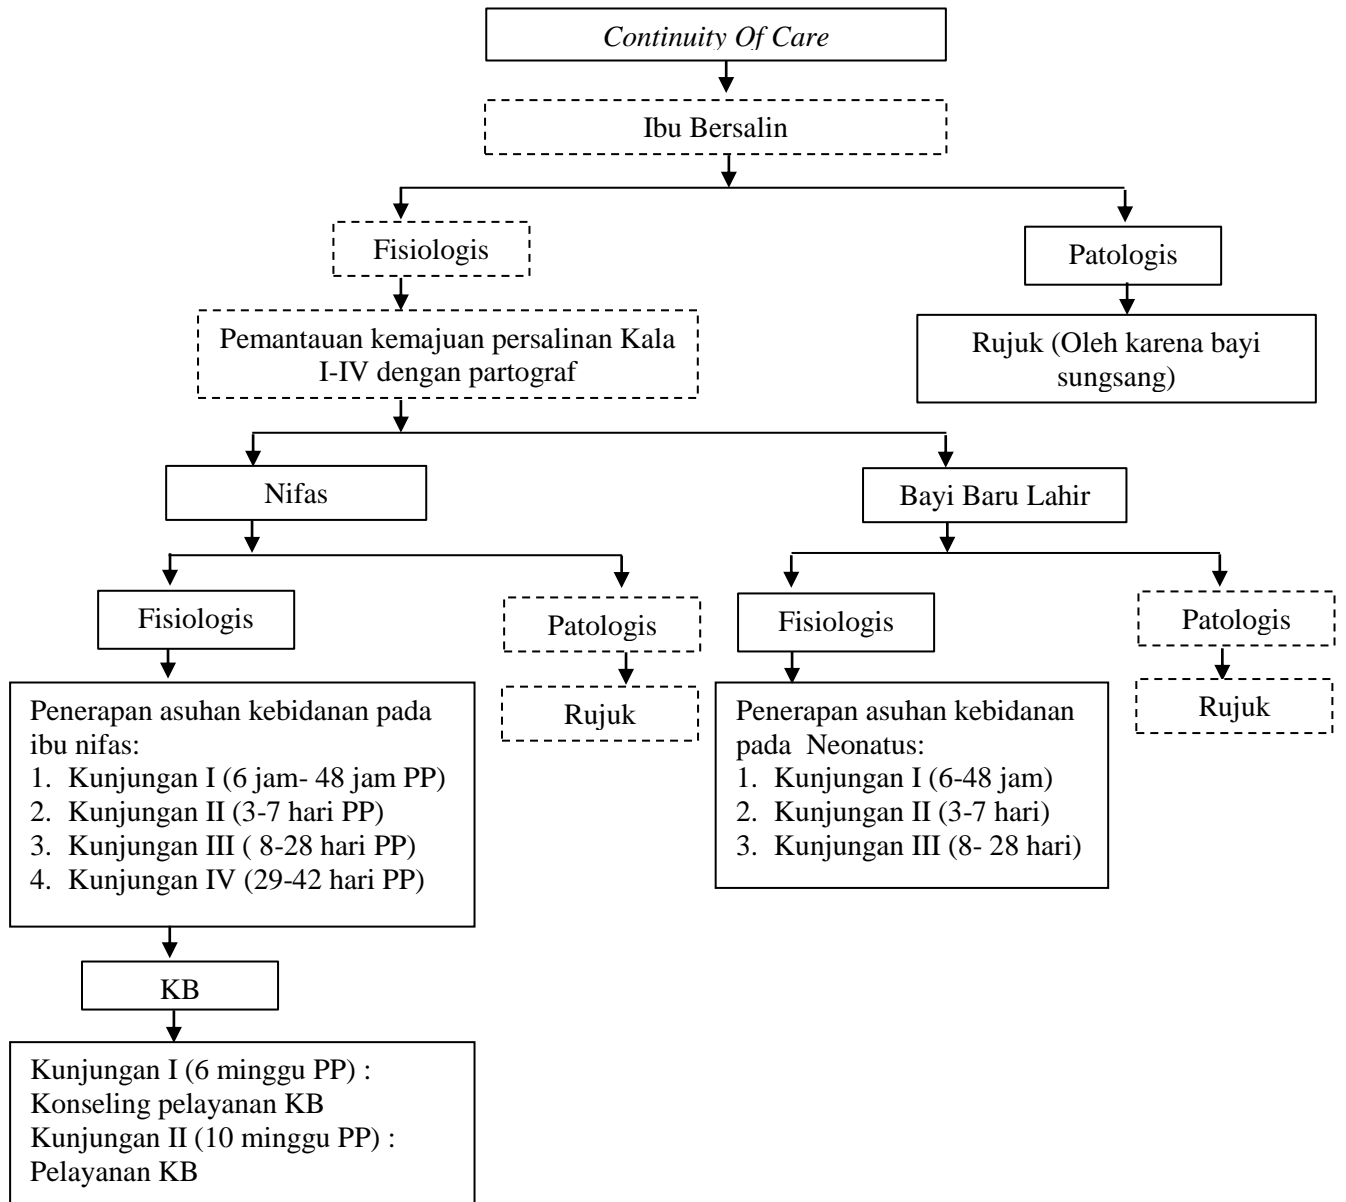 Continuity Of Care
Ibu Bersalin
Fisiologis
Patologis
Pemantauan kemajuan persalinan Kala
I-IV dengan partograf
Rujuk (Oleh karena bayi
sungsang)
Nifas
Bayi Baru Lahir
Fisiologis
Patologis
Fisiologis
Patologis
Penerapan asuhan kebidanan pada
ibu nifas:
1. Kunjungan I (6 jam- 48 jam PP)
2. Kunjungan II (3-7 hari PP)
3. Kunjungan III ( 8-28 hari PP)
4. Kunjungan IV (29-42 hari PP)
Rujuk
Penerapan asuhan kebidanan
pada Neonatus:
1. Kunjungan I (6-48 jam)
2. Kunjungan II (3-7 hari)
3. Kunjungan III (8- 28 hari)
Rujuk
KB
Kunjungan I (6 minggu PP) :
Konseling pelayanan KB
Kunjungan II (10 minggu PP) :
Pelayanan KB